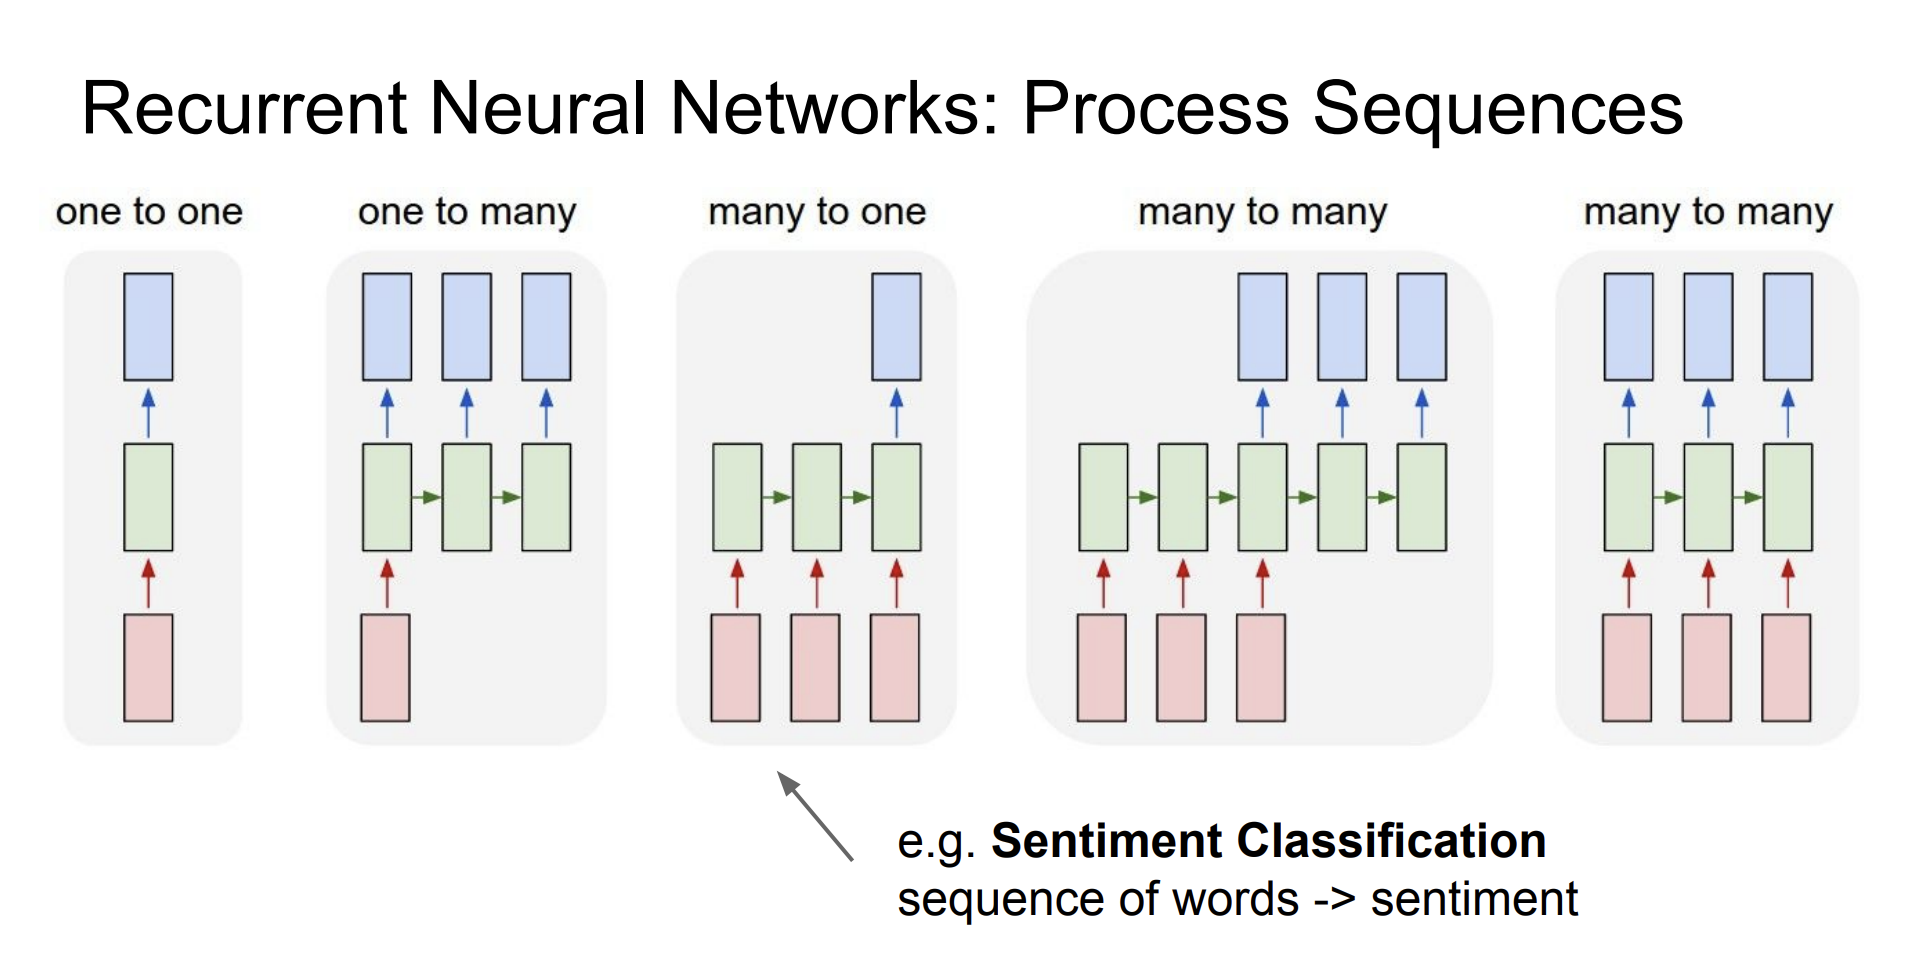 Recurrent Neural Networks: Process Sequences
one to one
one to many
many to one
many to many
many to many
e.g. Sentiment Classification
sequence of words -> sentiment